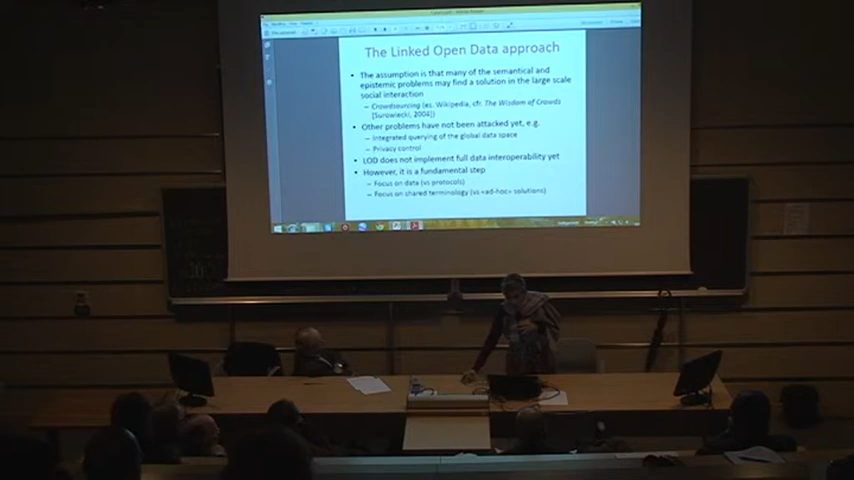 The Linked Open Data approach
• The assumption is that many of the semantical and
epistemic problems may find a solution in the large scale
social interaction
– Crowdsourcing (es. Wikipedia, cfr. The Wisdom of Crowds
[Surowiecki, 2004])
• Other problems have not been attacked yet, e.g.
– Integrated querying of the global data space
– Privacy control
• LOD does not implement full data interoperability yet
• However, it is a fundamental step
– Focus on data (vs protocols)
– Focus on shared terminology (vs «ad-hoc» solutions)